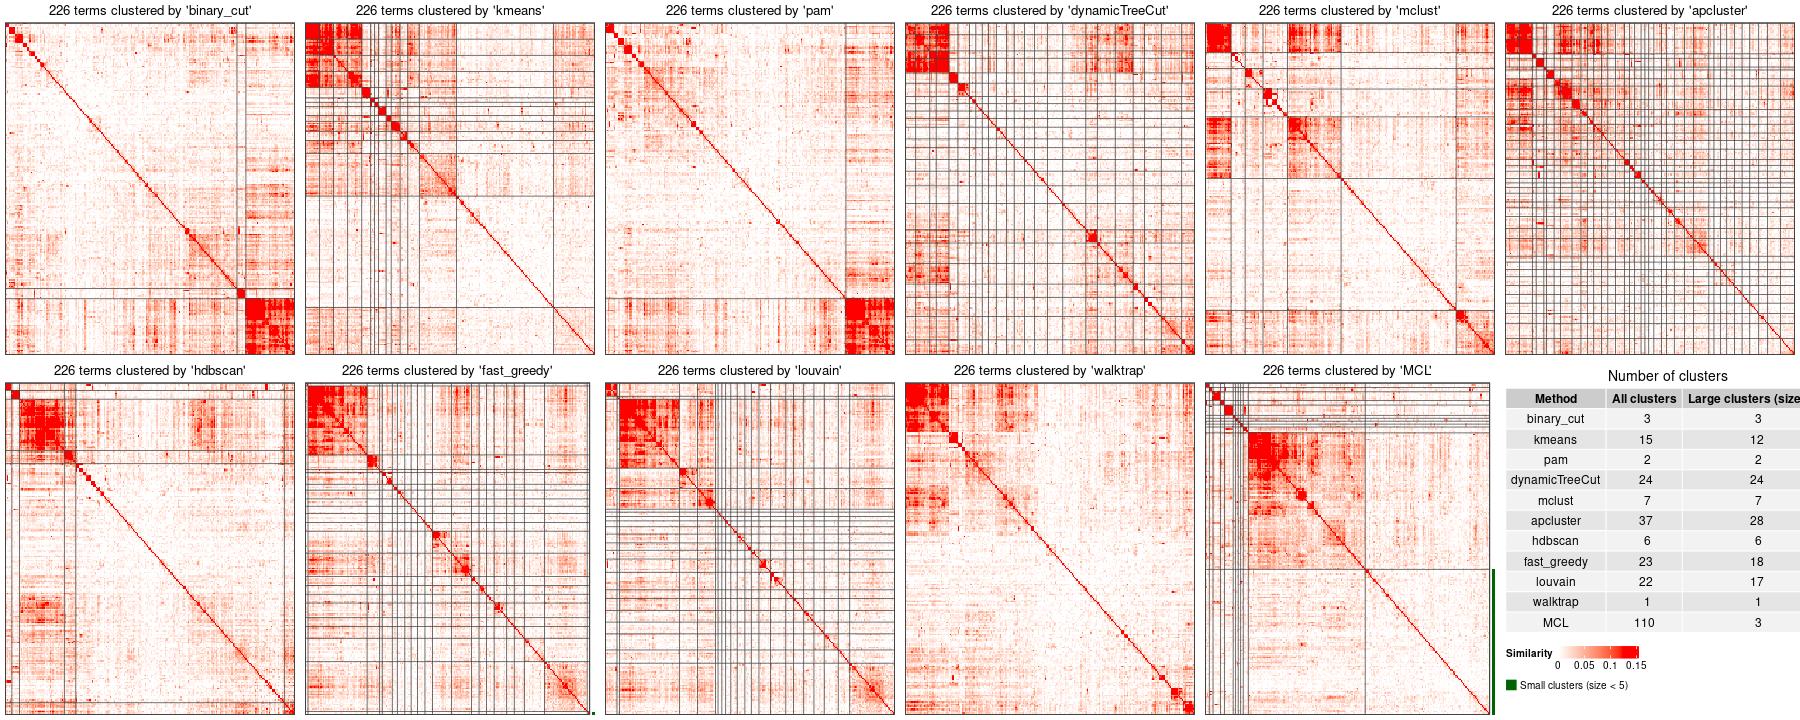 226 terms clustered by 'binary_cut'
226 terms clustered by 'kmeans'
226 terms clustered by 'pam'
226 terms clustered by 'dynamicTreeCut'
226 terms clustered by 'mclust'
226 terms clustered by 'apcluster'
226 terms clustered by 'hdbscan'
226 terms clustered by 'fast_greedy'
226 terms clustered by 'louvain'
226 terms clustered by 'walktrap'
226 terms clustered by 'MCL'
Number of clusters
Method All clusters Large clusters (size
binary_cut 3 3
kmeans 15 12
pam 2 2
dynamicTreeCut 24 24
mclust 7 7
apcluster 37 28
hdbscan 6 6
fast_greedy 23 18
louvain 22 17
walktrap 1 1
MCL 110 3
Similarity
0 0.05 0.1 0.15
Small clusters (size < 5)